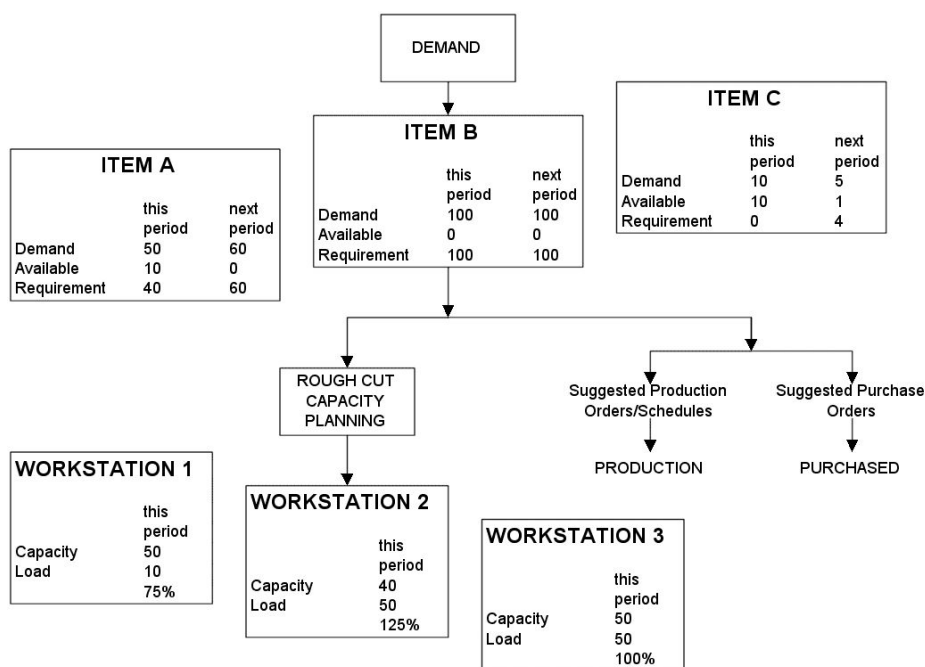 DEMAND
ITEM A
this next
period period
Demand 50 60
Available 10 0
Requirement 40 60
ITEM B
this next
period period
Demand 100 100
Available 0 0
Requirement 100 100
ITEM C
this next
period period
Demand 10 5
Available 10 1
Requirement 0 4
ROUGH CUT
CAPACITY
PLANNING
Suggested Production
Orders/Schedules
PRODUCTION
Suggested Purchase
Orders
PURCHASED
WORKSTATION 1
this
period
Capacity 50
Load 10
75%
WORKSTATION 2
this
period
Capacity 40
Load 50
125%
WORKSTATION 3
this
period
Capacity 50
Load 50
100%